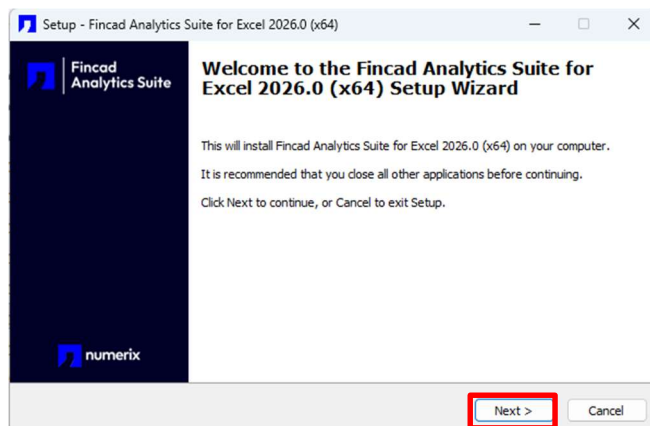 Setup - Fincad Analytics Suite for Excel 2026.0 (x64)
Fincad
Analytics Suite
Welcome to the Fincad Analytics Suite for
Excel 2026.0 (x64) Setup Wizard
This will install Fincad Analytics Suite for Excel 2026.0 (x64) on your computer.
It is recommended that you close all other applications before continuing.
Click Next to continue, or Cancel to exit Setup.
numerix
Next >
Cancel